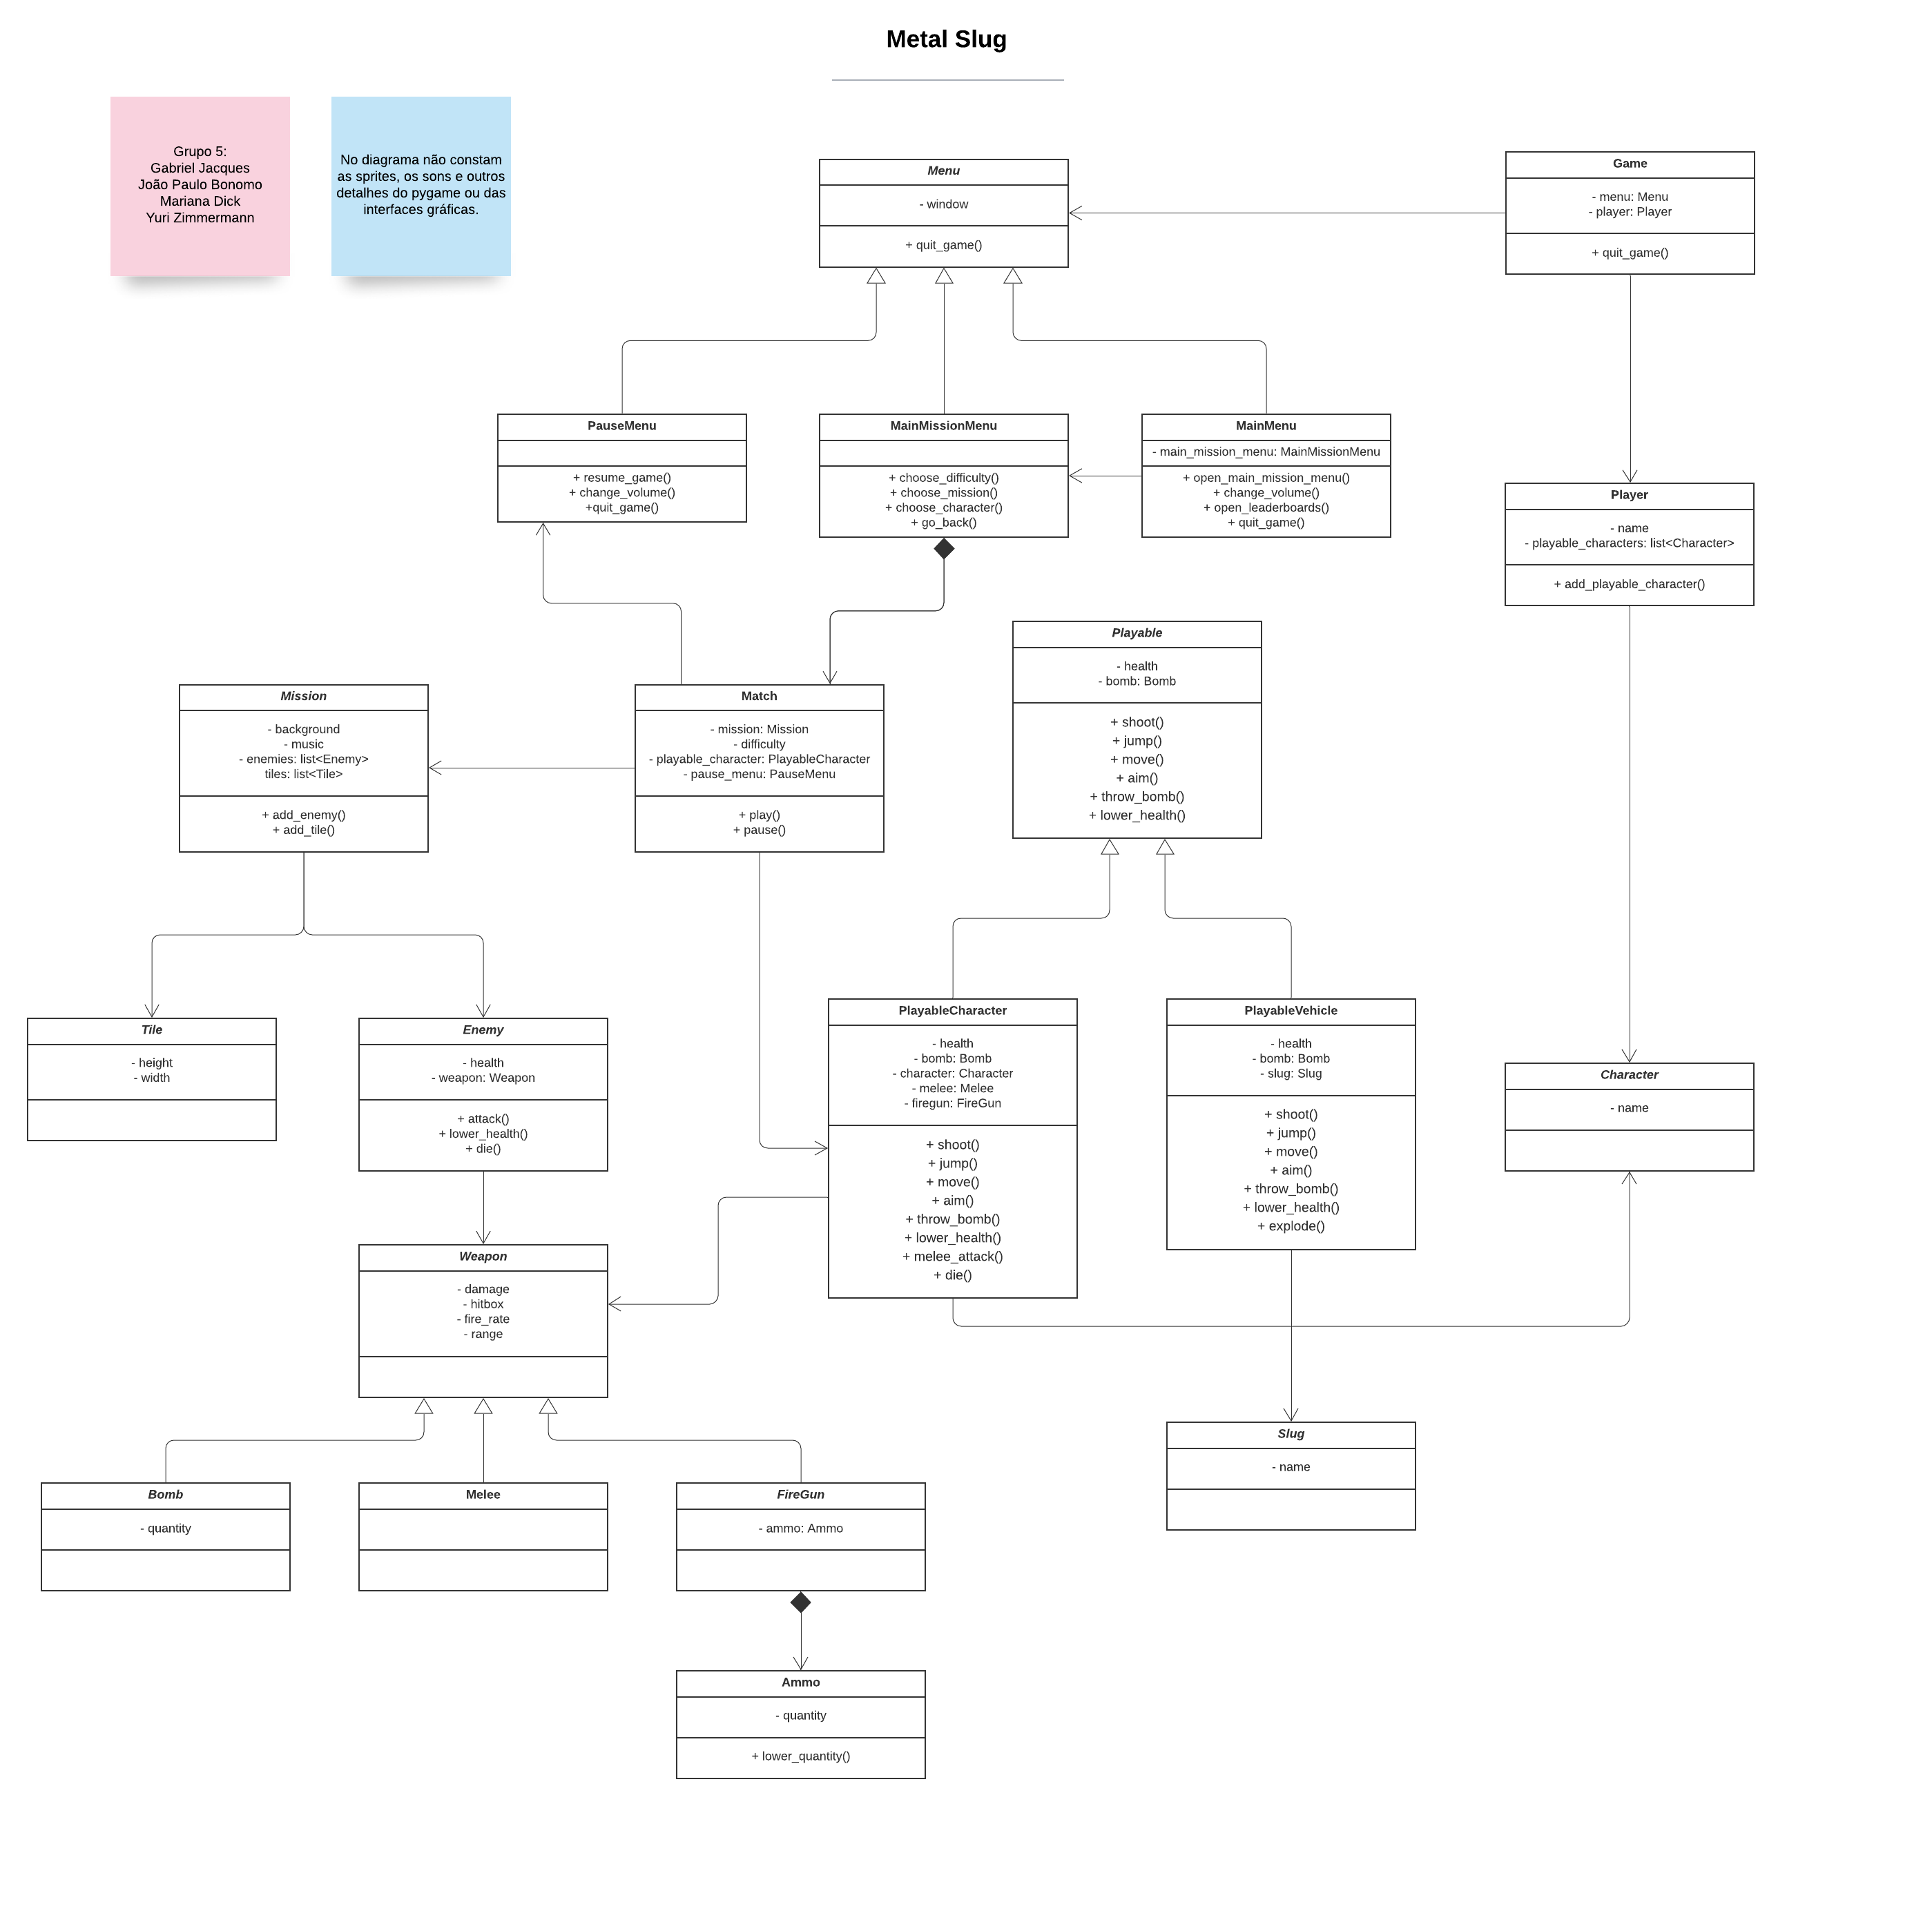 Metal Slug
Grupo 5:
Gabriel Jacques
João Paulo Bonomo
Mariana Dick
Yuri Zimmermann
No diagrama não constam
as sprites, os sons e outros
detalhes do pygame ou das
interfaces gráficas.
Menu
- window
+ quit_game()
Game
- menu: Menu
- player: Player
+ quit_game()
PauseMenu
+ resume_game()
+ change_volume()
+quit_game()
MainMissionMenu
+ choose_difficulty()
+ choose_mission()
+ choose_character()
+ go_back()
MainMenu
- main_mission_menu: MainMissionMenu
+ open_main_mission_menu()
+ change_volume()
+ open_leaderboards()
+ quit_game()
Player
- name
- playable_characters: list<Character>
+ add_playable_character()
Playable
- health
- bomb: Bomb
+ shoot()
+ jump()
+ move()
+ aim()
+ throw_bomb()
+ lower_health()
Mission
- background
- music
- enemies: list<Enemy>
tiles: list<Tile>
+ add_enemy()
+ add_tile()
Match
- mission: Mission
- difficulty
- playable_character: PlayableCharacter
- pause_menu: PauseMenu
+ play()
+ pause()
Tile
- height
- width
Enemy
- health
- weapon: Weapon
+ attack()
+ lower_health()
+ die()
PlayableCharacter
- health
- bomb: Bomb
- character: Character
- melee: Melee
- firegun: FireGun
+ shoot()
+ jump()
+ move()
+ aim()
+ throw_bomb()
+ lower_health()
+ melee_attack()
+ die()
PlayableVehicle
- health
- bomb: Bomb
- slug: Slug
+ shoot()
+ jump()
+ move()
+ aim()
+ throw_bomb()
+ lower_health()
+ explode()
Character
- name
Weapon
- damage
- hitbox
- fire_rate
- range
Slug
- name
Bomb
- quantity
Melee
FireGun
- ammo: Ammo
Ammo
- quantity
+ lower_quantity()